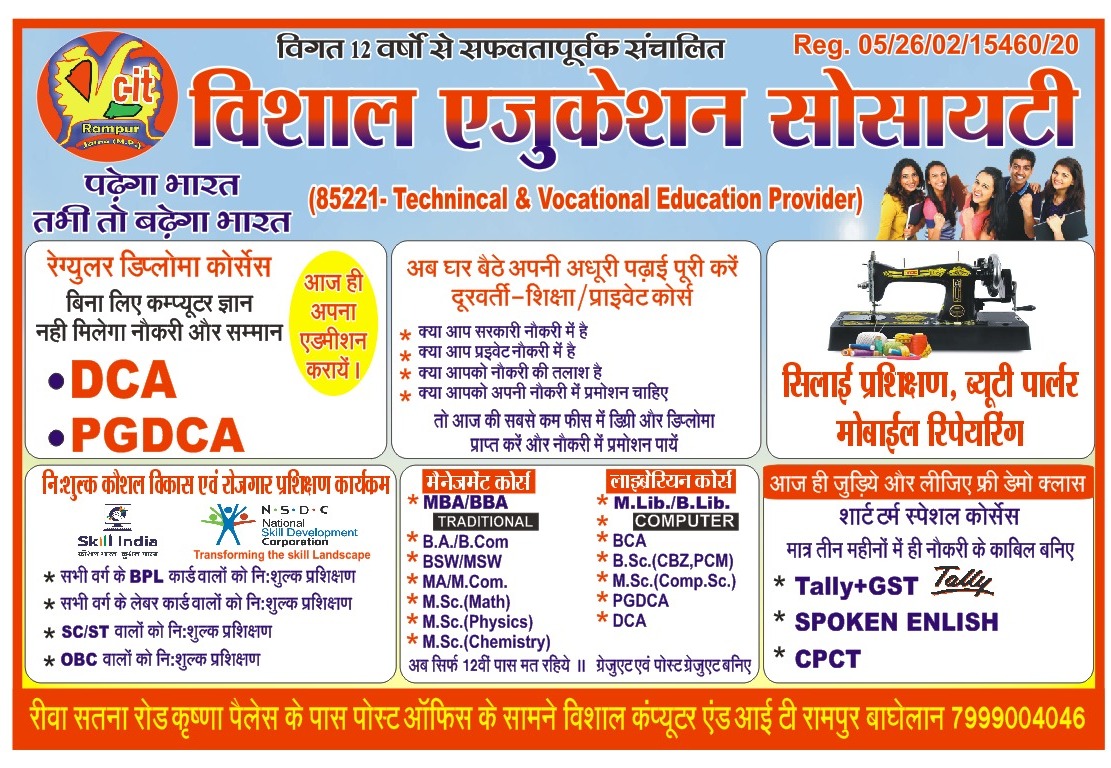 विगत 12 वर्षो से सफलतापूर्वक संचालित
Reg. 05/26/02/15460/20
Vcit
Rampur
Satna (M.P.)
विशाल एजुकेशन सोसायटी
पढ़ेगा भारत
तभी तो बढ़ेगा भारत
(85221- Technincal & Vocational Education Provider)
रेग्युलर डिप्लोमा कोर्सेस
बिना लिए कम्प्यूटर ज्ञान
नही मिलेगा नौकरी और सम्मान
• DCA
• PGDCA
आज ही
अपना
एडमीशन
करायें ।
अब घर बैठे अपनी अधूरी पढ़ाई पूरी करें
दूरवर्ती-शिक्षा/प्राइवेट कोर्स
* क्या आप सरकारी नौकरी में है
* क्या आप प्रइवेट नौकरी में है
* क्या आपको नौकरी की तलाश है
* क्या आपको अपनी नौकरी में प्रमोशन चाहिए
तो आज की सबसे कम फीस में डिग्री और डिप्लोमा
प्राप्त करें और नौकरी में प्रमोशन पायें
सिलाई प्रशिक्षण, ब्यूटी पार्लर
मोबाईल रिपेयरिंग
नि:शुल्क कौशल विकास एवं रोजगार प्रशिक्षण कार्यकम
Skill India
कौशल भारत कुशल भारत
N·S·D·C
National
Skill Development
Corporation
Transforming the skill Landscape
* सभी वर्ग के BPL कार्ड वालों को नि:शुल्क प्रशिक्षण
* सभी वर्ग के लेबर कार्ड वालों को नि:शुल्क प्रशिक्षण
* SC/ST वालों को नि:शुल्क प्रशिक्षण
* OBC वालों को नि:शुल्क प्रशिक्षण
मैनेजमेंट कोर्स
* MBA/BBA
TRADITIONAL
* B.A./B.Com
* BSW/MSW
* MA/M.Com.
* M.Sc.(Math)
* M.Sc.(Physics)
* M.Sc.(Chemistry)
लाइब्रेरियन कोर्स
* M.Lib./B.Lib.
* COMPUTER
* BCA
* B.Sc.(CBZ,PCM)
* M.Sc.(Comp.Sc.)
* PGDCA
* DCA
अब सिर्फ 12वीं पास मत रहिये ॥ ग्रेजुएट एवं पोस्ट ग्रेजुएट बनिए
आज ही जुड़िये और लीजिए फ्री डेमो क्लास
शार्ट टर्म स्पेशल कोर्सेस
मात्र तीन महीनों में ही नौकरी के काबिल बनिए
* Tally+GST Tally
* SPOKEN ENLISH
* CPCT
रीवा सतना रोड कृष्णा पैलेस के पास पोस्ट ऑफिस के सामने विशाल कंप्यूटर एंड आई टी रामपुर बाघेलान 7999004046